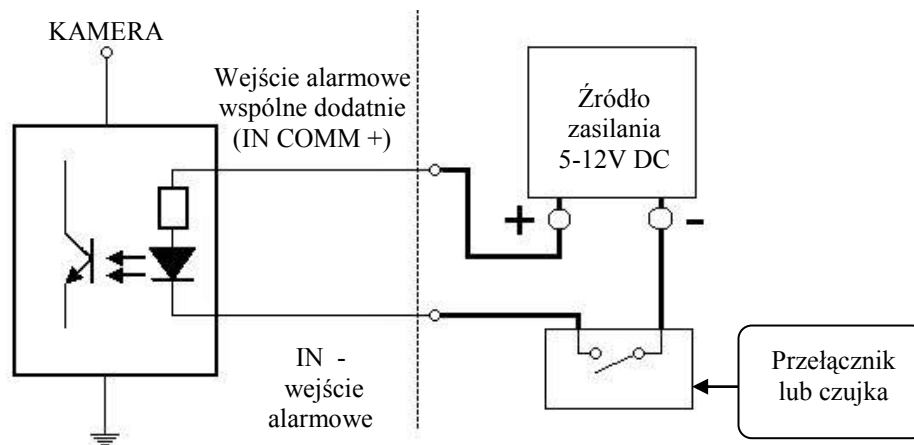 KAMERA
Wejście alarmowe
wspólne dodatnie
(IN COMM +)
Źródło
zasilania
5-12V DC
+ -
IN -
wejście
alarmowe
Przełącznik
lub czujka